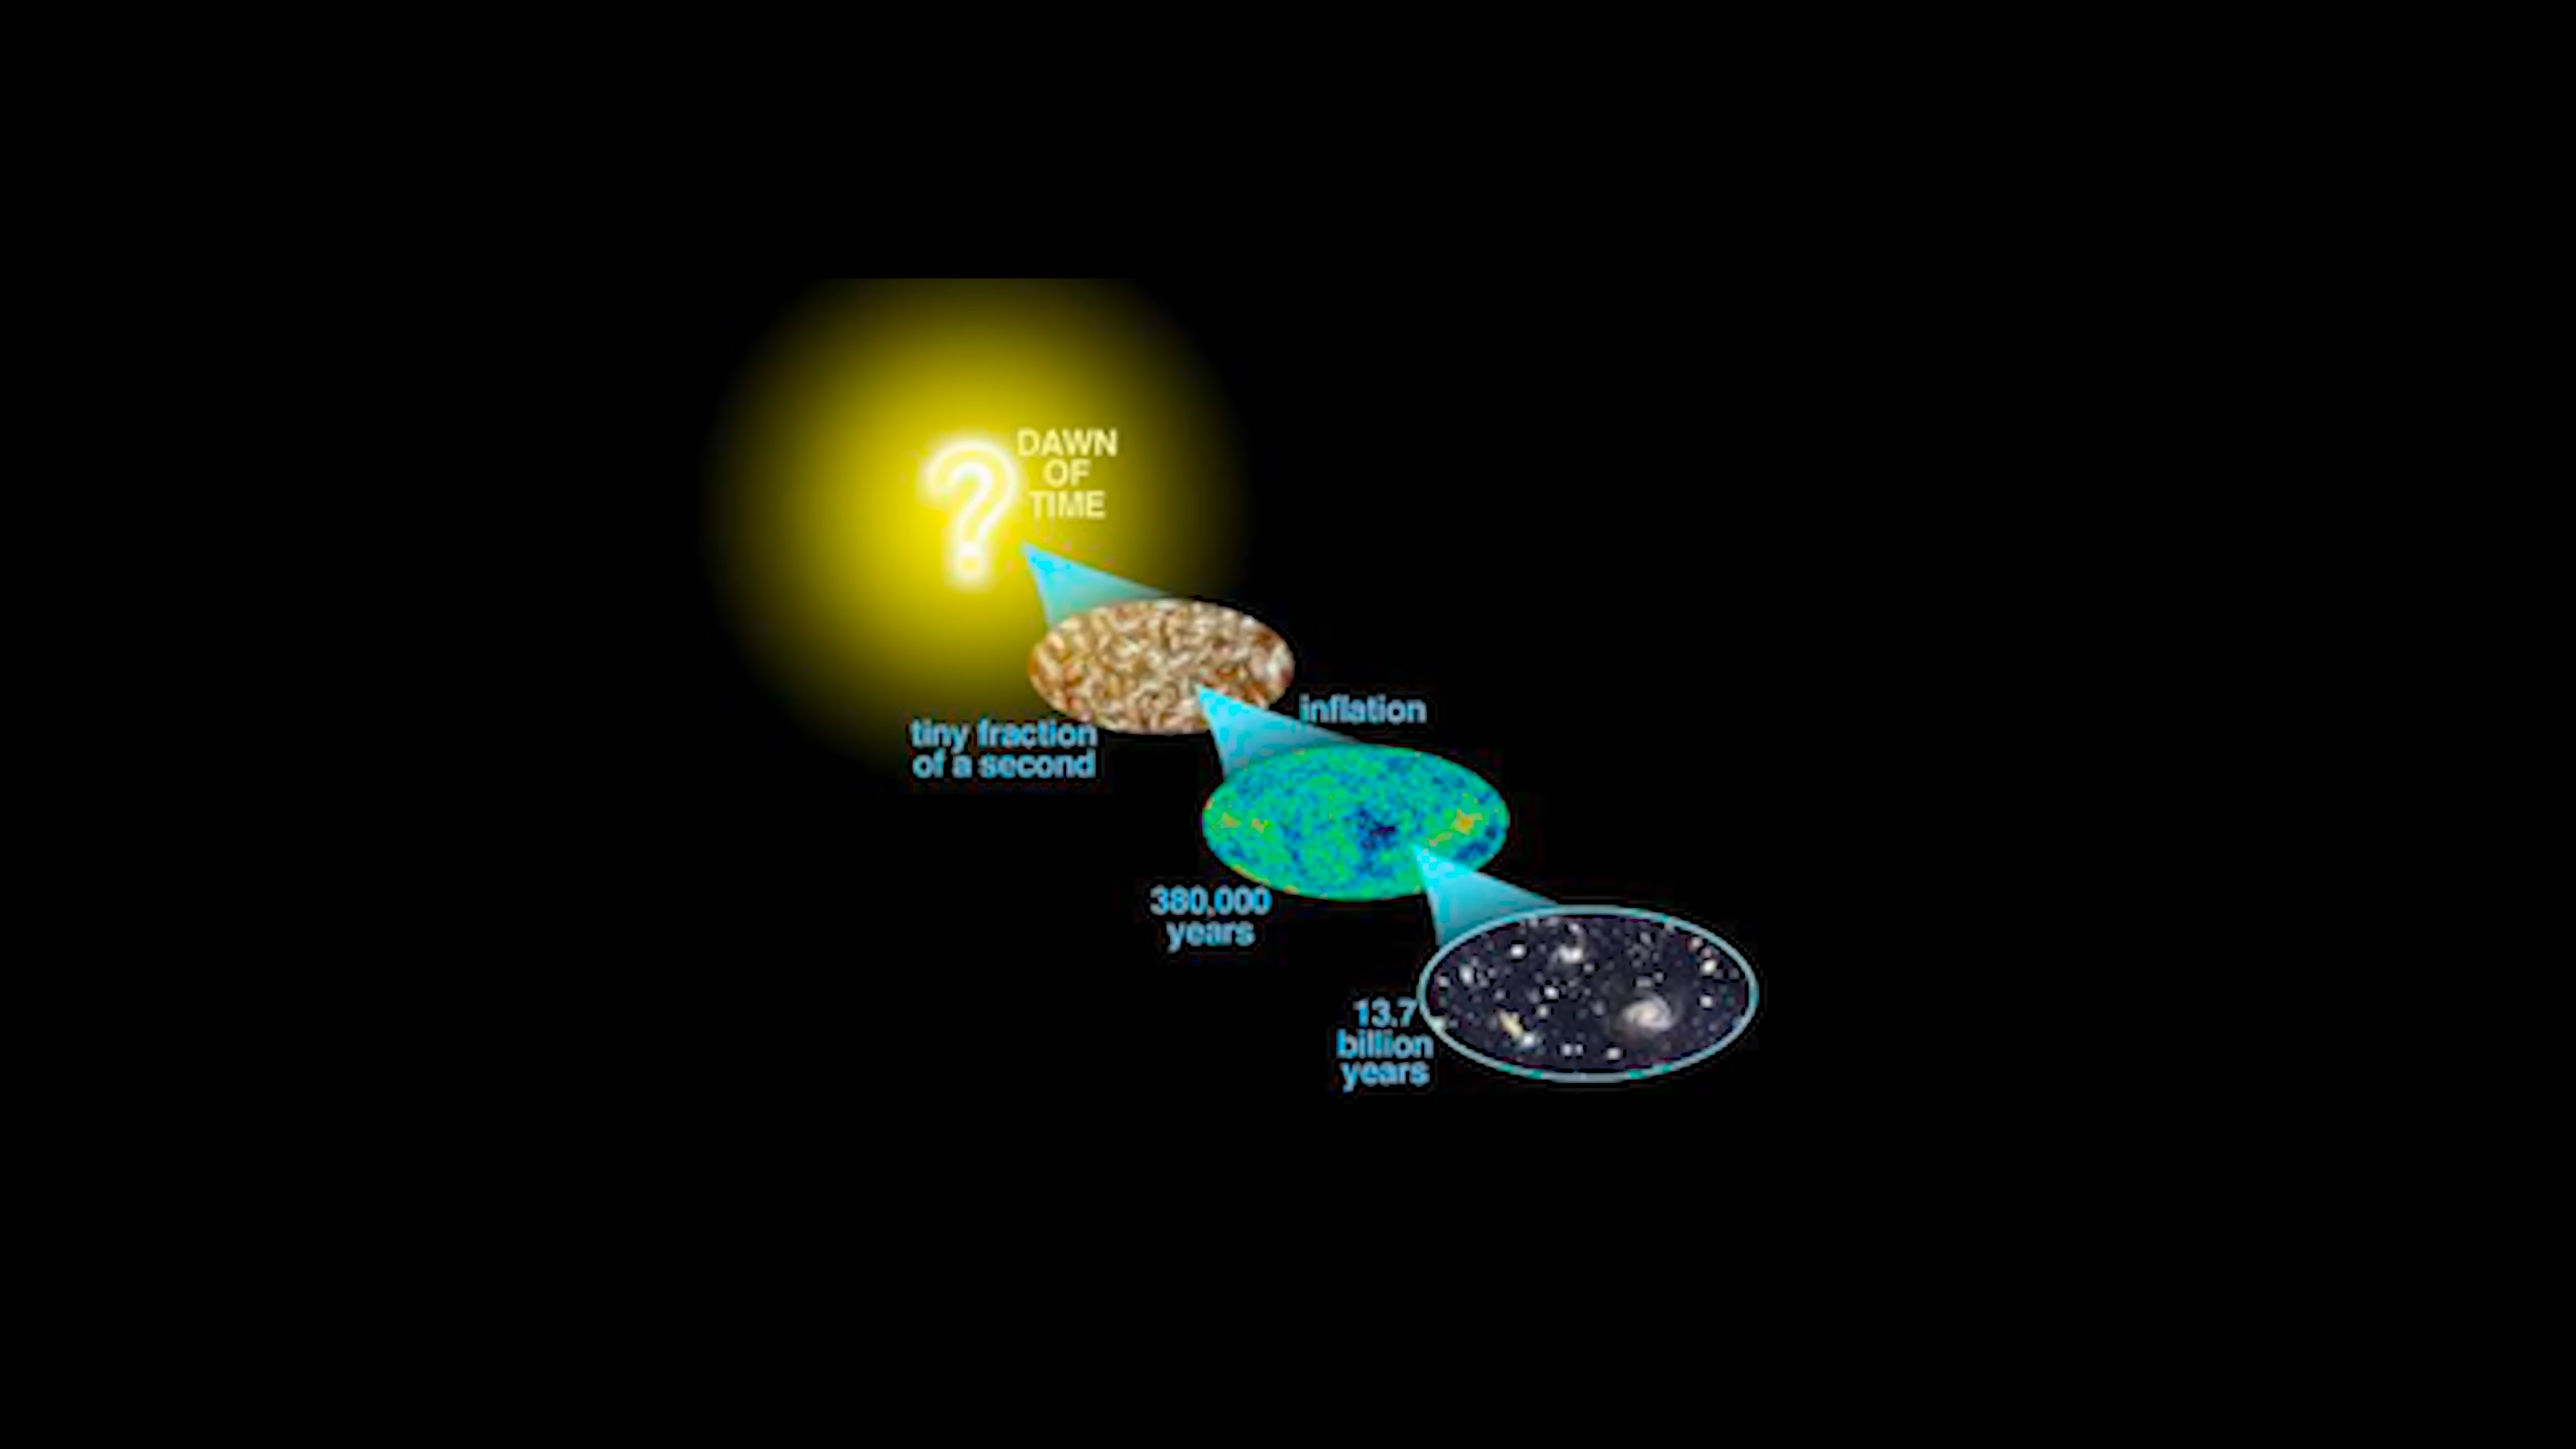 ?
DAWN
OF
TIME
inflation
tiny fraction
of a second
380,000
years
13.7
billion
years